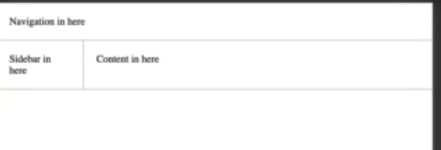 Navigation in here
Sidebar in
here
Content in here